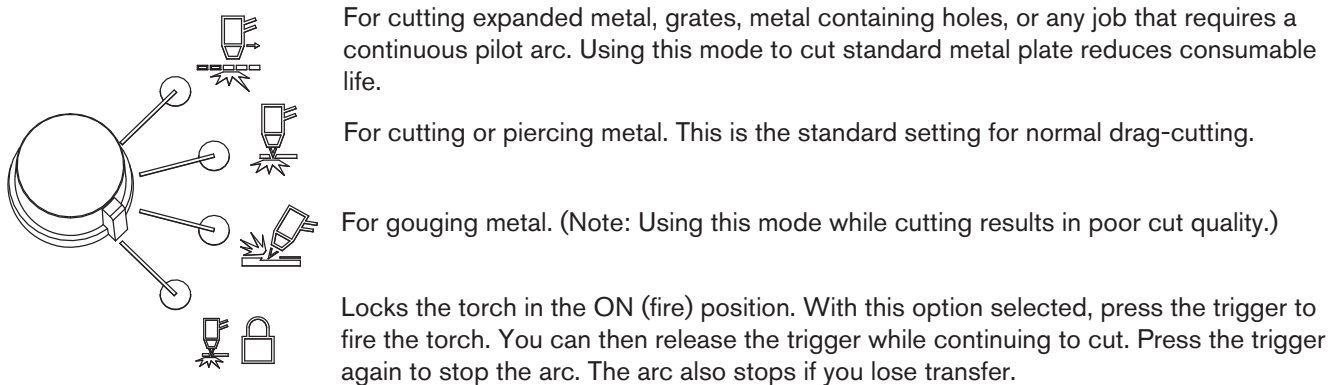 For cutting expanded metal, grates, metal containing holes, or any job that requires a
continuous pilot arc. Using this mode to cut standard metal plate reduces consumable
life.
For cutting or piercing metal. This is the standard setting for normal drag-cutting.
For gouging metal. (Note: Using this mode while cutting results in poor cut quality.)
Locks the torch in the ON (fire) position. With this option selected, press the trigger to
fire the torch. You can then release the trigger while continuing to cut. Press the trigger
again to stop the arc. The arc also stops if you lose transfer.